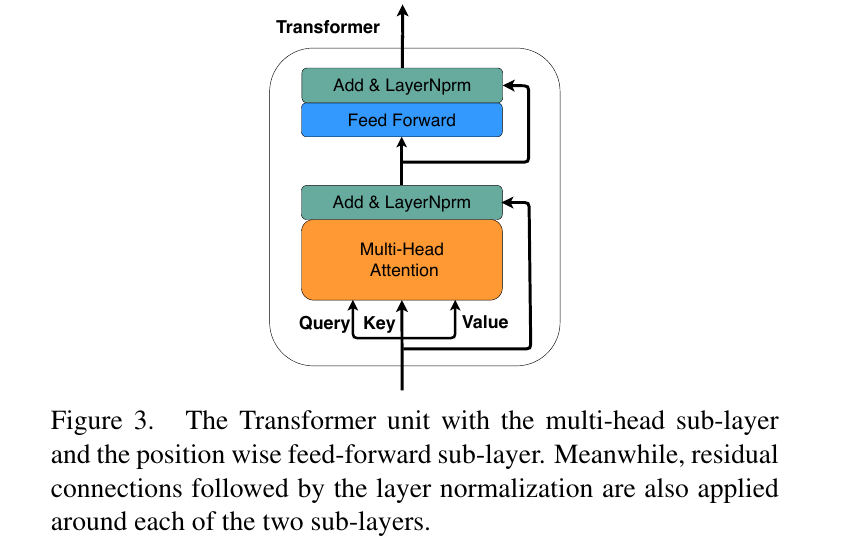 Transformer
Add & LayerNprm
Feed Forward
Add & LayerNprm
Multi-Head
Attention
Query Key Value
Figure 3. The Transformer unit with the multi-head sub-layer
and the position wise feed-forward sub-layer. Meanwhile, residual
connections followed by the layer normalization are also applied
around each of the two sub-layers.